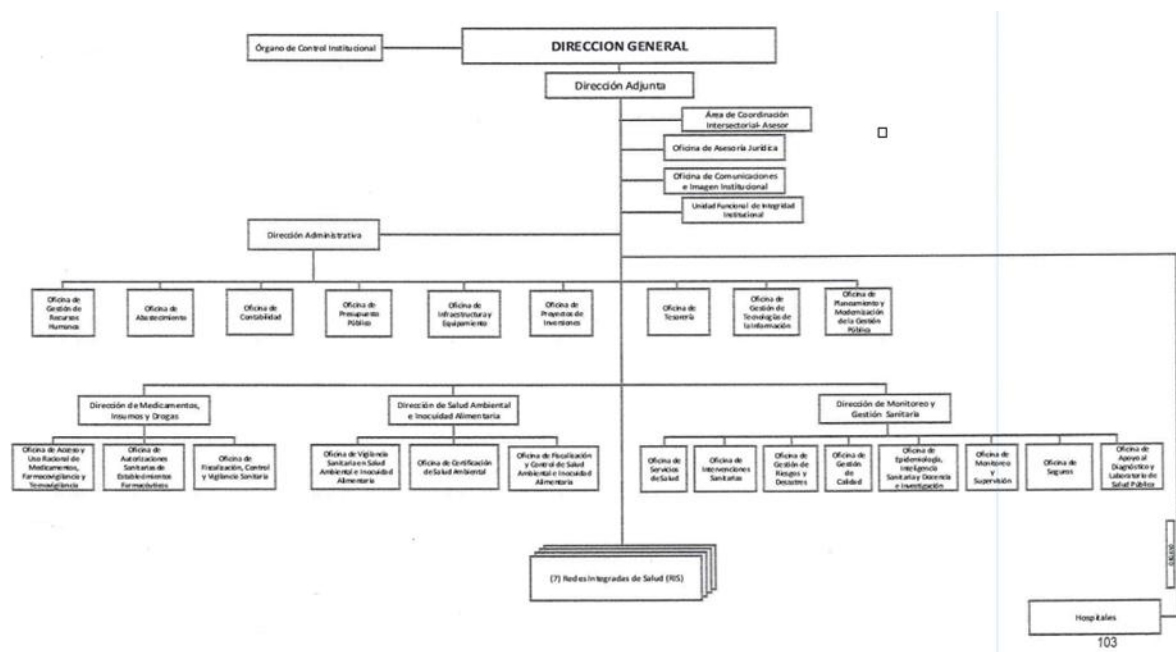 DIRECCION GENERAL
Órgano de Control Institucional
Dirección Adjunta
Área de Coordinación
Intersectorial- Asesor
Oficina de Asesoría Jurídica
Oficina de Comunicaciones
e Imagen Institucional
Unidad Funcional de Integridad
Institucional
Dirección Administrativa
Oficina de
Gestión de
Recursos
Humanos
Oficina de
Abastecimiento
Oficina de
Contabilidad
Oficina de
Presupuesto
Público
Oficina de
Infraestructura y
Equipamiento
Oficina de
Proyectos de
Inversiones
Oficina de
Tesorería
Oficina de
Gestión de
Tecnologías de
la Información
Oficina de
Planeamiento y
Modernización
de la Gestión
Pública
Dirección de Medicamentos,
Insumos y Drogas
Dirección de Salud Ambiental
e Inocuidad Alimentaria
Dirección de Monitoreo y
Gestión Sanitaria
Oficina de Acceso y
Uso Racional de
Medicamentos,
Farmacovigilancia y
Tecnovigilancia
Oficina de
Autorizaciones
Sanitarias de
Establecimientos
Farmacéuticos
Oficina de
Fiscalización, Control
y Vigilancia Sanitaria
Oficina de Vigilancia
Sanitaria en Salud
Ambiental e Inocuidad
Alimentaria
Oficina de Certificación
de Salud Ambiental
Oficina de Fiscalización
y Control de Salud
Ambiental e Inocuidad
Alimentaria
Oficina de
Servicios
de Salud
Oficina de
Intervenciones
Sanitarias
Oficina de
Gestión de
Riesgos y
Desastres
Oficina de
Gestión
de
Calidad
Oficina de
Epidemiología,
Inteligencia
Sanitaria y Docencia
e Investigación
Oficina de
Monitoreo
y
Supervisión
Oficina de
Seguros
Oficina de
Apoyo al
Diagnóstico y
Laboratorio de
Salud Pública
(7) Redes Integradas de Salud (RIS)
Hospitales
103